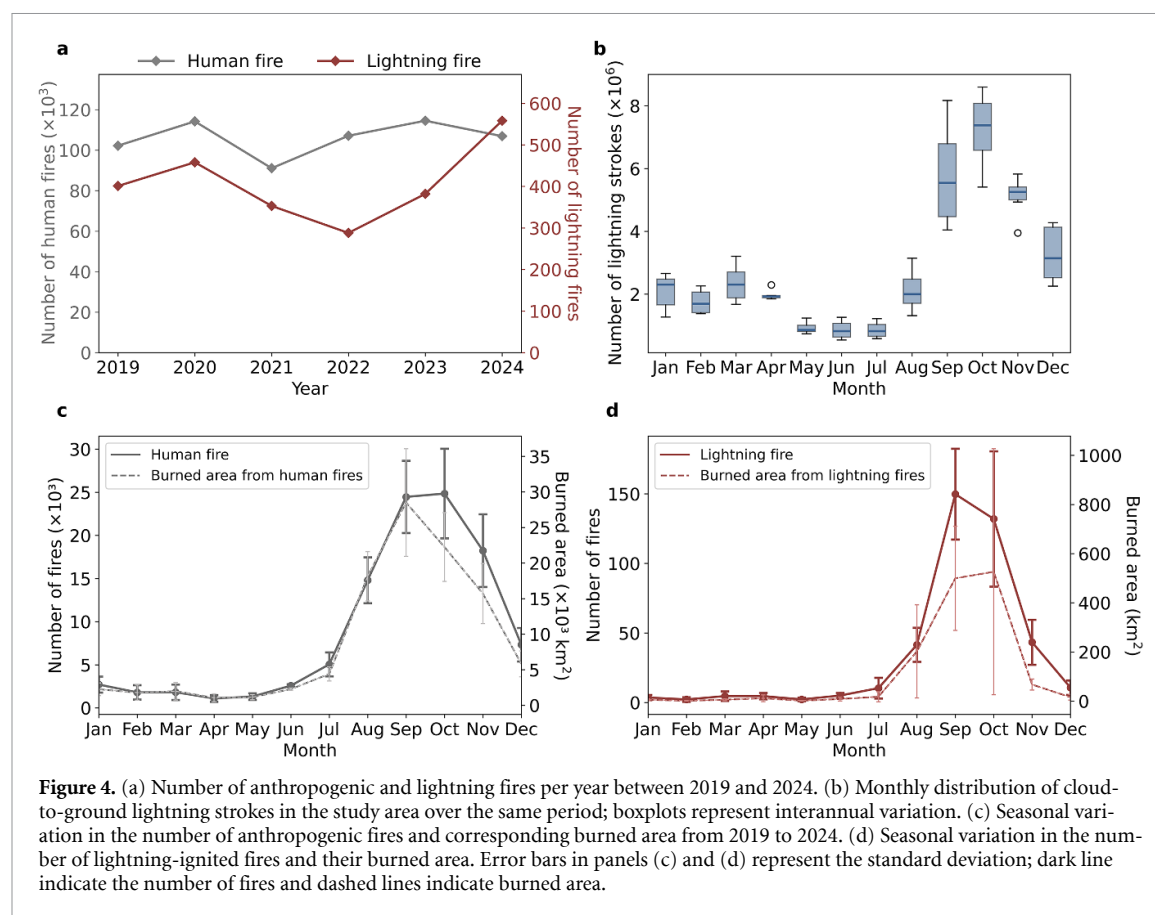 a
Human fire
Lightning fire
Number of human fires (×10³)
120
100
80
60
40
20
0
600
500
400
300
200
100
0
Number of lightning fires
2019 2020 2021 2022 2023 2024
Year
b
Number of lightning strokes (×10⁶)
8
6
4
2
Jan Feb Mar Apr May Jun Jul Aug Sep Oct Nov Dec
Month
c
Human fire
Burned area from human fires
Number of fires (×10³)
30
25
20
15
10
5
0
35
30
25
20
15
10
5
0
Burned area (×10³ km²)
Jan Feb Mar Apr May Jun Jul Aug Sep Oct Nov Dec
Month
d
Lightning fire
Burned area from lightning fires
Number of fires
150
100
50
0
1000
800
600
400
200
0
Burned area (km²)
Jan Feb Mar Apr May Jun Jul Aug Sep Oct Nov Dec
Month
Figure 4. (a) Number of anthropogenic and lightning fires per year between 2019 and 2024. (b) Monthly distribution of cloud-
to-ground lightning strokes in the study area over the same period; boxplots represent interannual variation. (c) Seasonal vari-
ation in the number of anthropogenic fires and corresponding burned area from 2019 to 2024. (d) Seasonal variation in the num-
ber of lightning-ignited fires and their burned area. Error bars in panels (c) and (d) represent the standard deviation; dark line
indicate the number of fires and dashed lines indicate burned area.